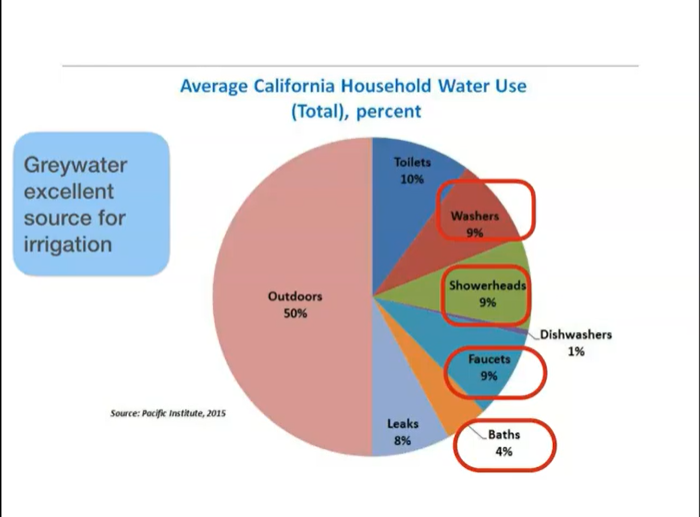 Average California Household Water Use
(Total), percent
Greywater
excellent
source for
irrigation
Toilets
10%
Washers
9%
Showerheads
9%
Dishwashers
1%
Faucets
9%
Baths
4%
Leaks
8%
Outdoors
50%
Source: Pacific Institute, 2015